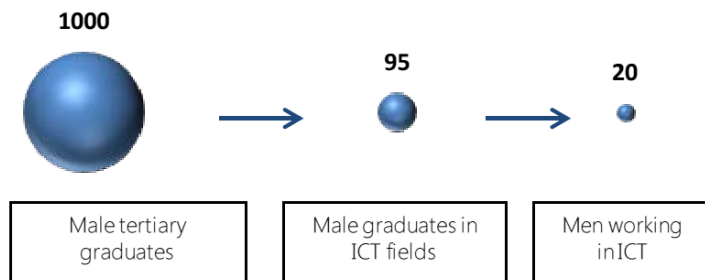 1000
95
20
Male tertiary
graduates
Male graduates in
ICT fields
Men working
in ICT